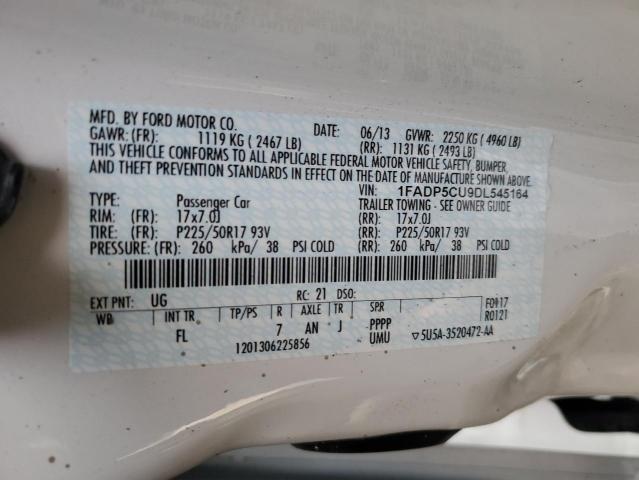 MFD. BY FORD MOTOR CO.
DATE: 06/13 GVWR: 2250 KG ( 4960 LB)
GAWR: (FR): 1119 KG ( 2467 LB) (RR): 1131 KG ( 2493 LB)
THIS VEHICLE CONFORMS TO ALL APPLICABLE FEDERAL MOTOR VEHICLE SAFETY, BUMPER,
AND THEFT PREVENTION STANDARDS IN EFFECT ON THE DATE OF MANUFACTURE SHOWN ABOVE.
VIN: 1FADP5CU9DL545164
TYPE: Passenger Car TRAILER TOWING - SEE OWNER GUIDE
RIM: (FR): 17x7.0J (RR): 17x7.0J
TIRE: (FR): P225/50R17 93V (RR): P225/50R17 93V
PRESSURE: (FR): 260 kPa/ 38 PSI COLD (RR): 260 kPa/ 38 PSI COLD
EXT PNT: UG RC: 21 DSO: F0117
WB INT TR TP/PS R AXLE TR SPR R0121
FL 7 AN J PPPP
1201306225856 UMU ▽5U5A-3520472-AA